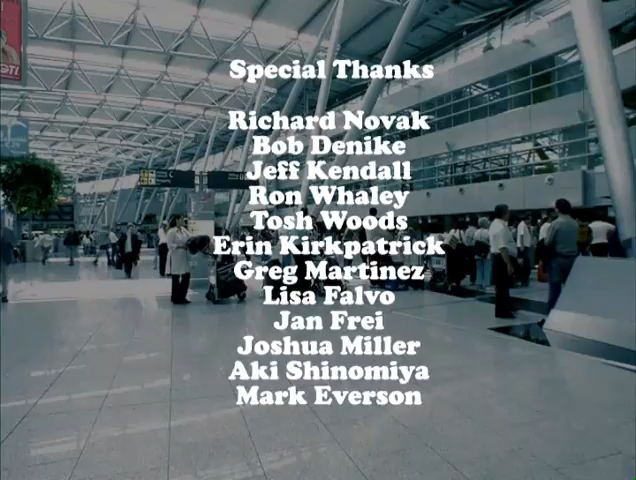 Special Thanks
Richard Novak
Bob Denike
Jeff Kendall
Ron Whaley
Tosh Woods
Erin Kirkpatrick
Greg Martinez
Lisa Falvo
Jan Frei
Joshua Miller
Aki Shinomiya
Mark Everson